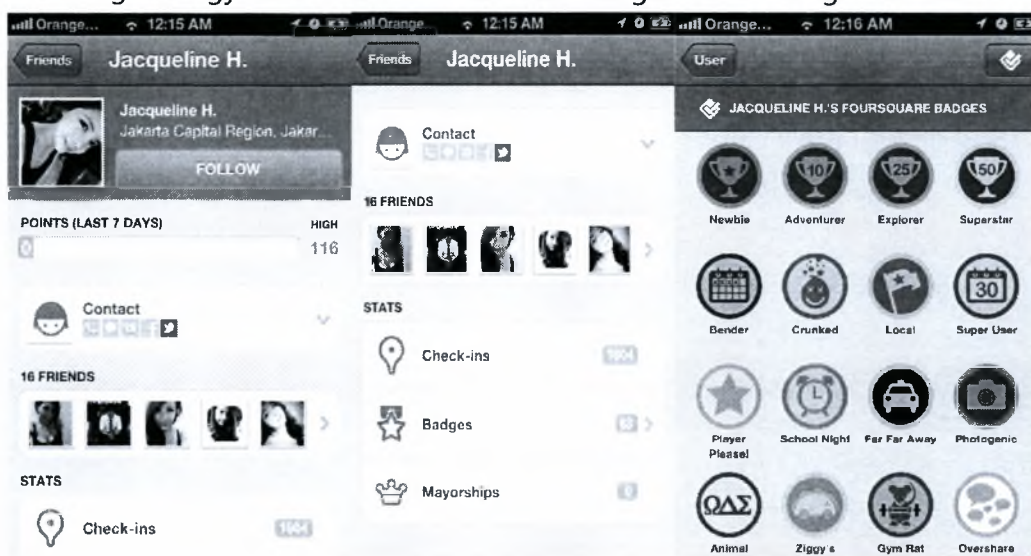 Orange... 12:15 AM
Friends
Jacqueline H.
Jacqueline H.
Jakarta Capital Region, Jakar...
FOLLOW
POINTS (LAST 7 DAYS)
HIGH
0
116
Contact
16 FRIENDS
STATS
Check-ins
1604
Orange... 12:15 AM
Friends
Jacqueline H.
Contact
16 FRIENDS
STATS
Check-ins
1604
Badges
Mayorships
0
Orange... 12:16 AM
User
JACQUELINE H.'S FOURSQUARE BADGES
10
25
50
Newbie
Adventurer
Explorer
Superstar
30
Bender
Crunked
Local
Super User
Player
Please!
School Night
Far Far Away
Photogenic
ΩΔΣ
Animal
Ziggy's
Gym Rat
Overshare